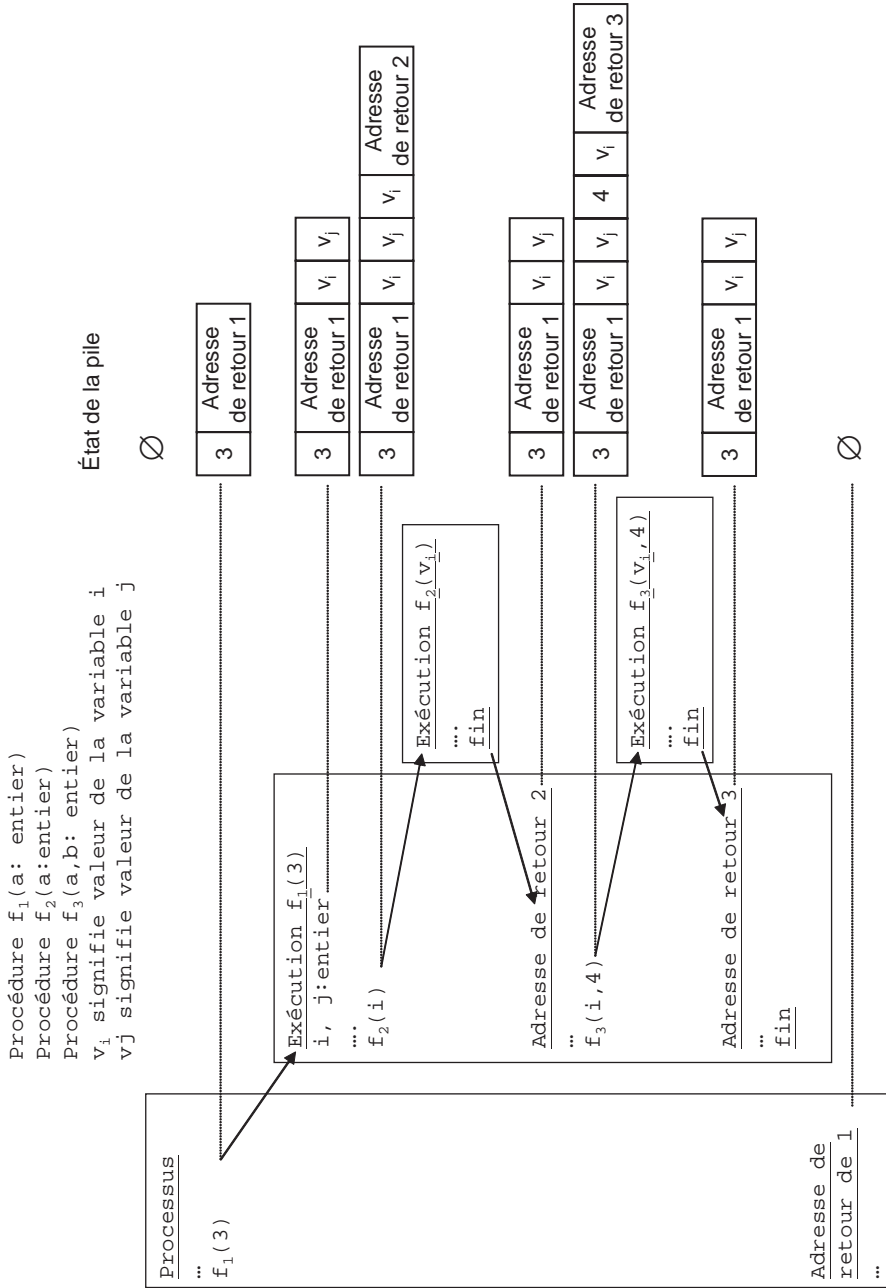 Procédure f₁(a: entier)
Procédure f₂(a:entier)
Procédure f₃(a,b: entier)
vᵢ signifie valeur de la variable i
vj signifie valeur de la variable j
État de la pile
∅
Processus
…
f₁(3)
3 Adresse de retour 1
Exécution f₁(3)
i, j:entier
3 Adresse de retour 1 vᵢ vⱼ
….
f₂(i)
3 Adresse de retour 1 vᵢ vⱼ vᵢ Adresse de retour 2
Exécution f₂(vᵢ)
….
fin
Adresse de retour 2
3 Adresse de retour 1 vᵢ vⱼ
…
f₃(i,4)
3 Adresse de retour 1 vᵢ vⱼ 4 vᵢ Adresse de retour 3
Exécution f₃(vᵢ,4)
….
fin
Adresse de retour 3
3 Adresse de retour 1 vᵢ vⱼ
…
fin
Adresse de
retour de 1
∅
…